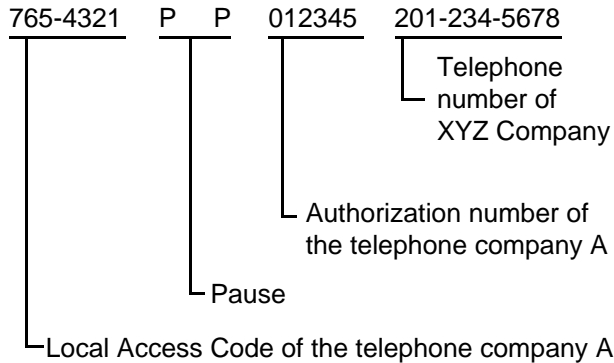 765-4321 P P 012345 201-234-5678
Telephone
number of
XYZ Company
Authorization number of
the telephone company A
Pause
Local Access Code of the telephone company A